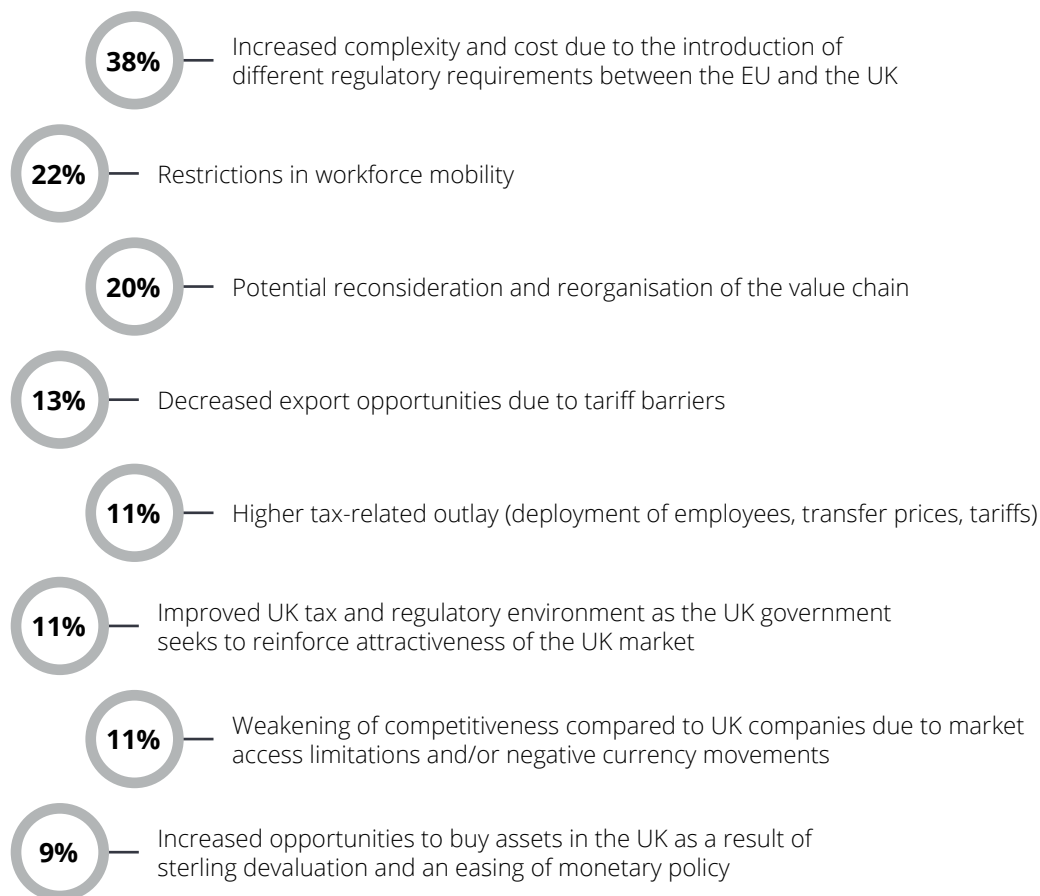 38%
Increased complexity and cost due to the introduction of
different regulatory requirements between the EU and the UK
22%
Restrictions in workforce mobility
20%
Potential reconsideration and reorganisation of the value chain
13%
Decreased export opportunities due to tariff barriers
11%
Higher tax-related outlay (deployment of employees, transfer prices, tariffs)
11%
Improved UK tax and regulatory environment as the UK government
seeks to reinforce attractiveness of the UK market
11%
Weakening of competitiveness compared to UK companies due to market
access limitations and/or negative currency movements
9%
Increased opportunities to buy assets in the UK as a result of
sterling devaluation and an easing of monetary policy